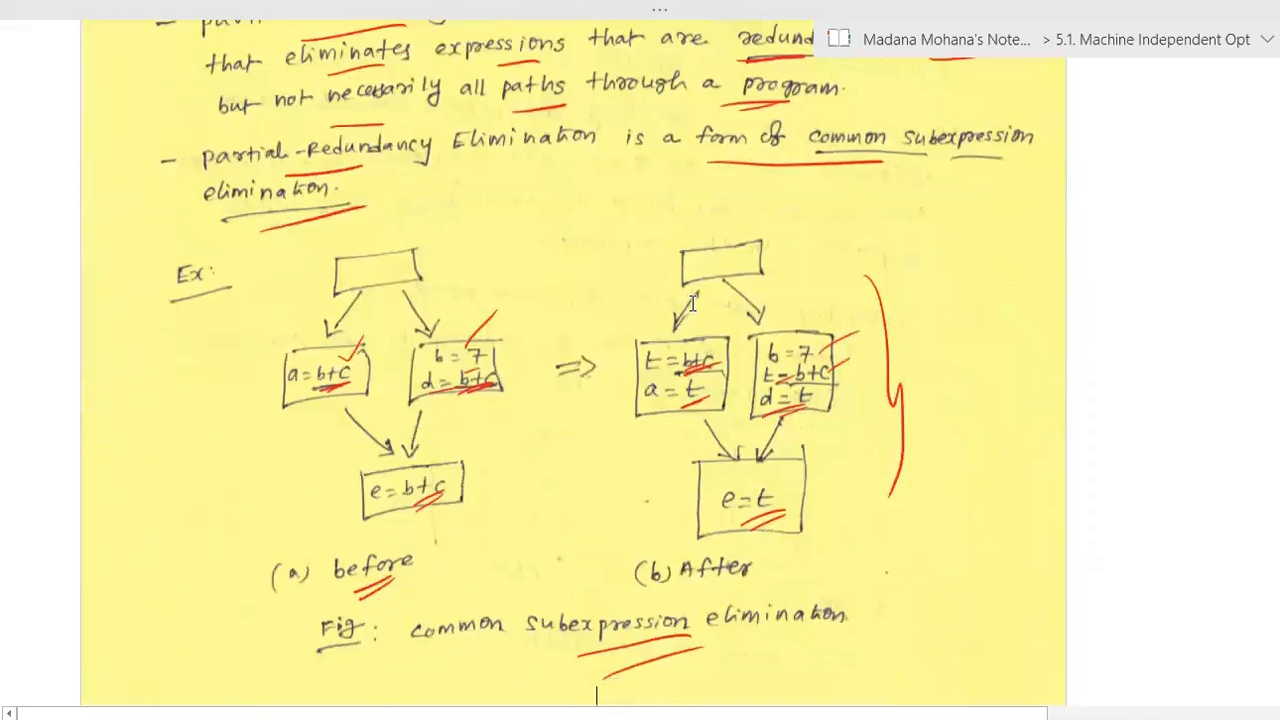 ...
Madana Mohana's Note... > 5.1. Machine Independent Opt
that eliminates expressions that are redund
but not necessarily all paths through a program.
- partial-Redundancy Elimination is a form of common subexpression
elimination.
Ex:
a = b+c
b = 7
d = b+c
e = b+c
(a) before
=>
t = b+c
a = t
b = 7
t = b+c
d = t
e = t
(b) After
Fig: common subexpression elimination